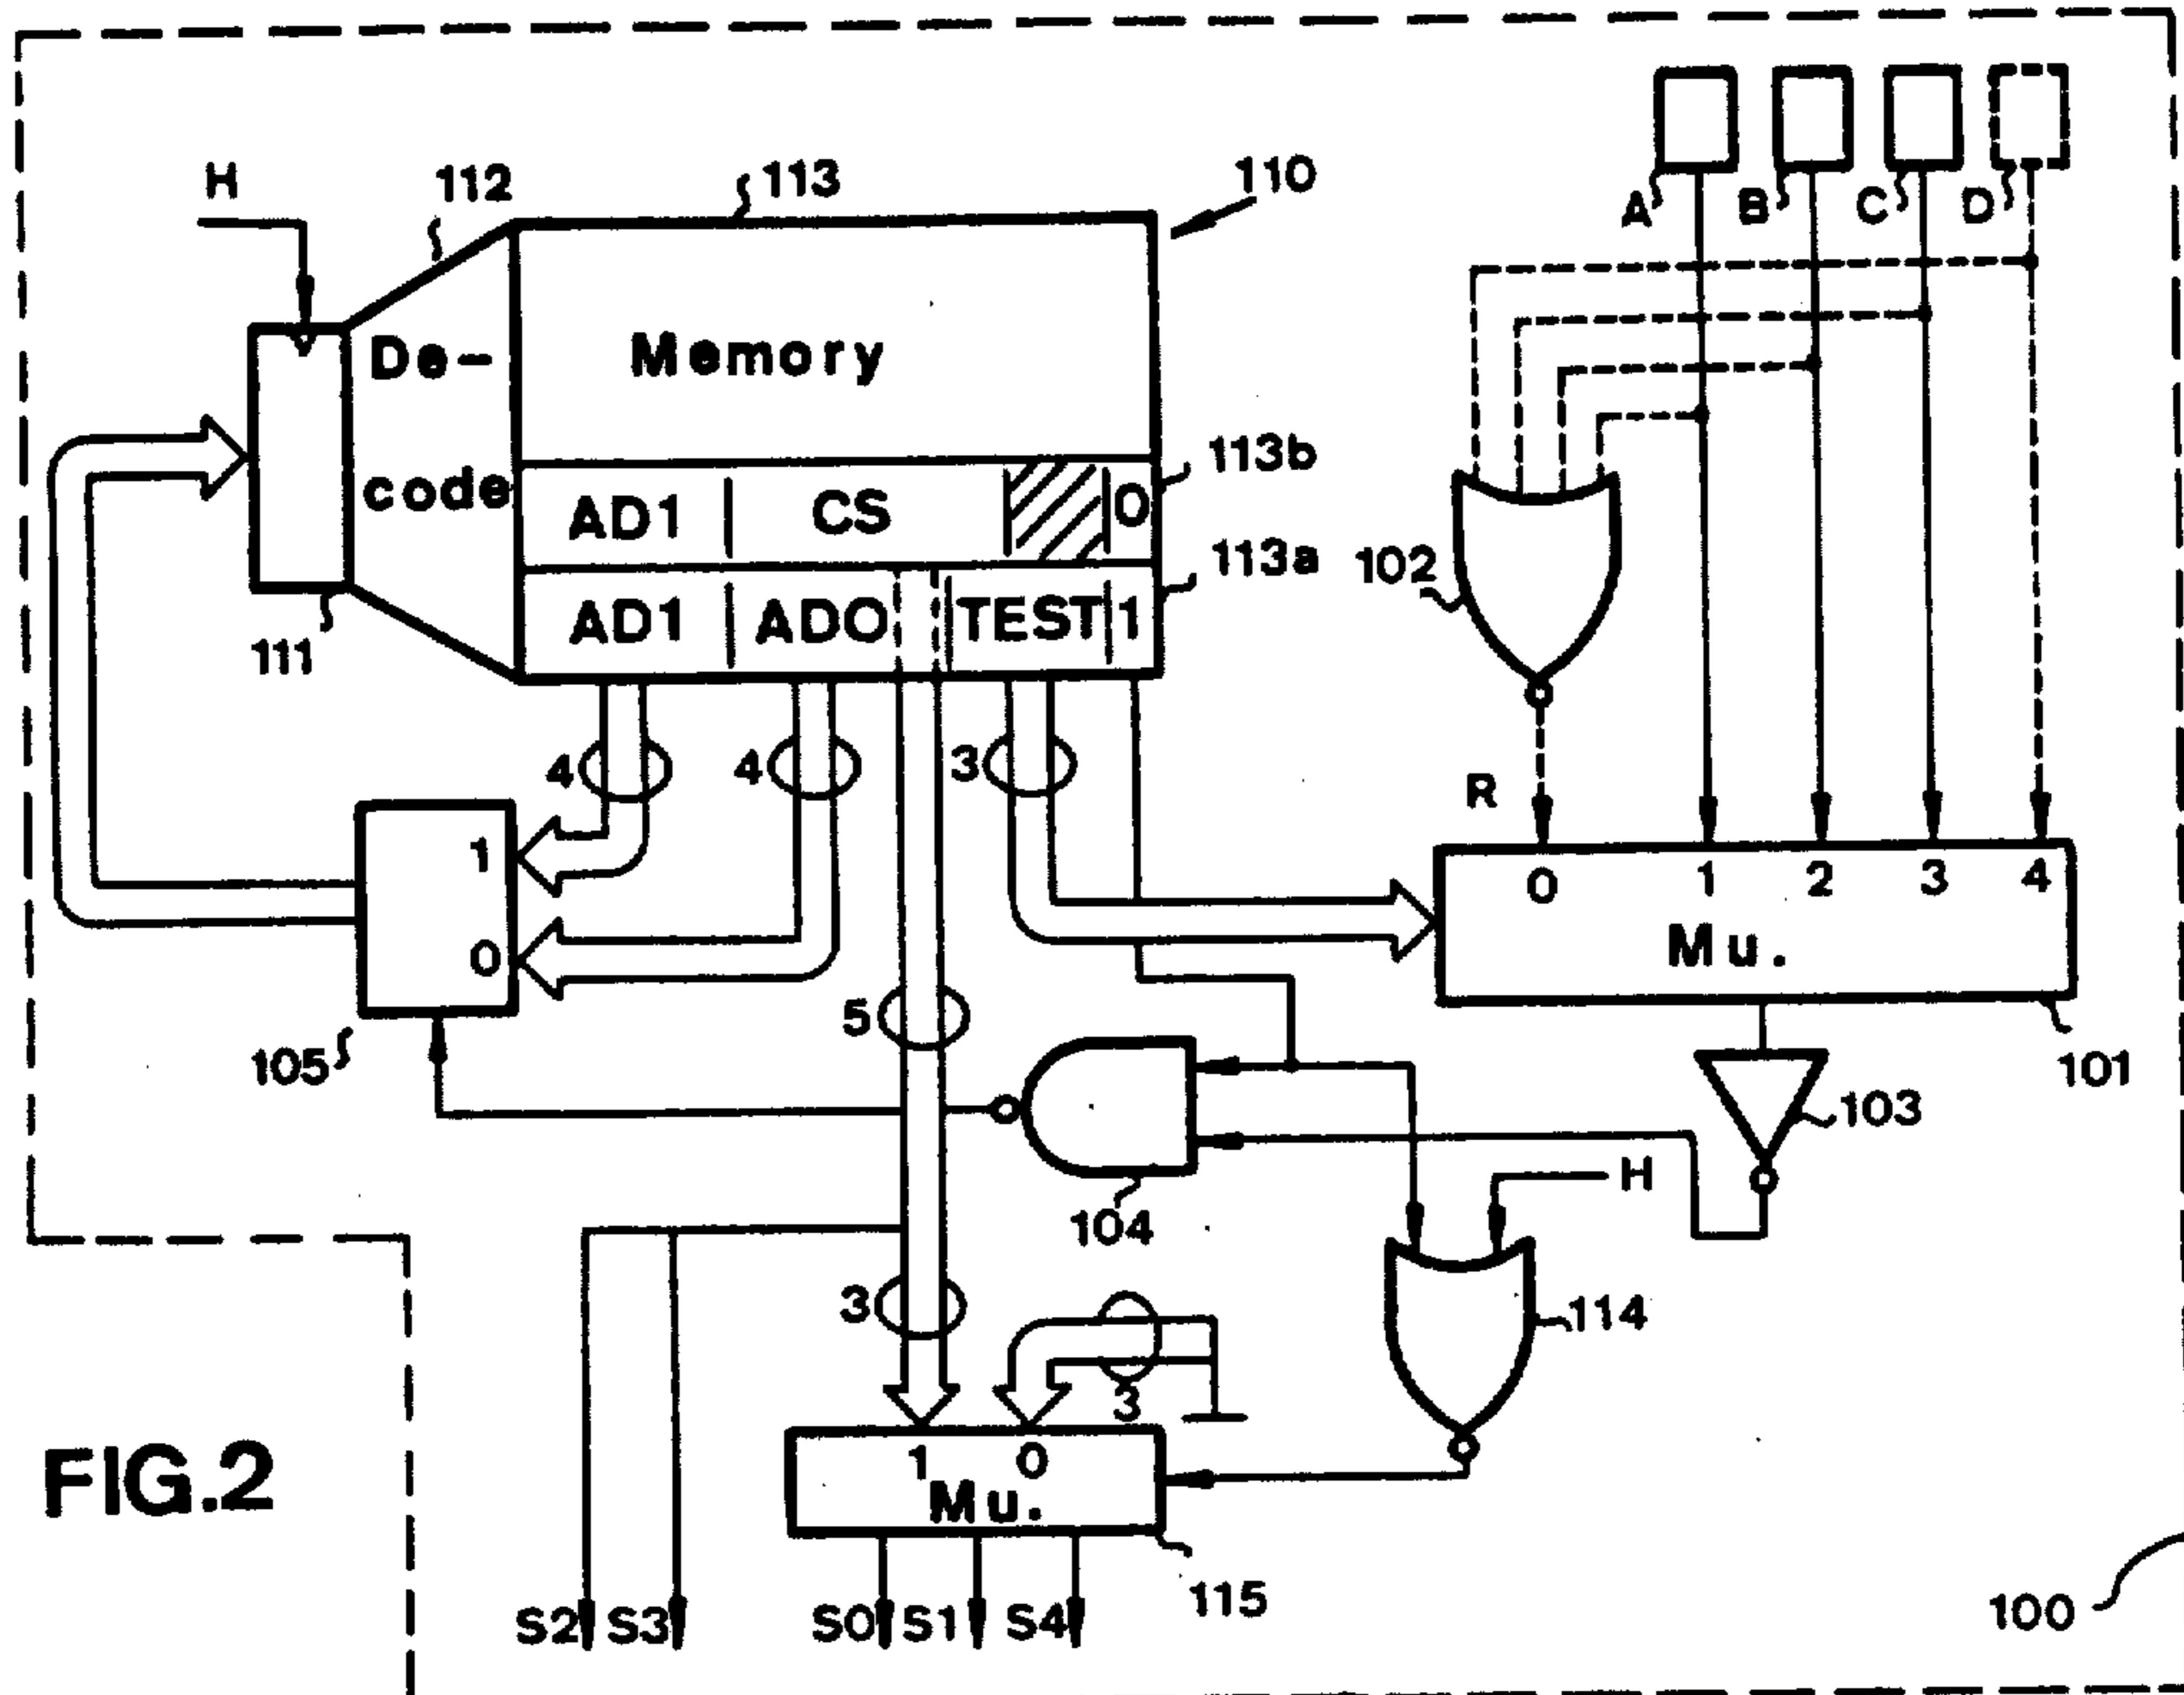 H
112
113
110
A
B
C
D
De-
code
Memory
113b
AD1
CS
0
113a
AD1
ADO
TEST
1
102
111
4
4
3
R
0
1
2
3
4
Mu.
101
1
0
105
5
104
103
H
114
3
3
1
0
Mu.
115
S2
S3
S0
S1
S4
FIG.2
100